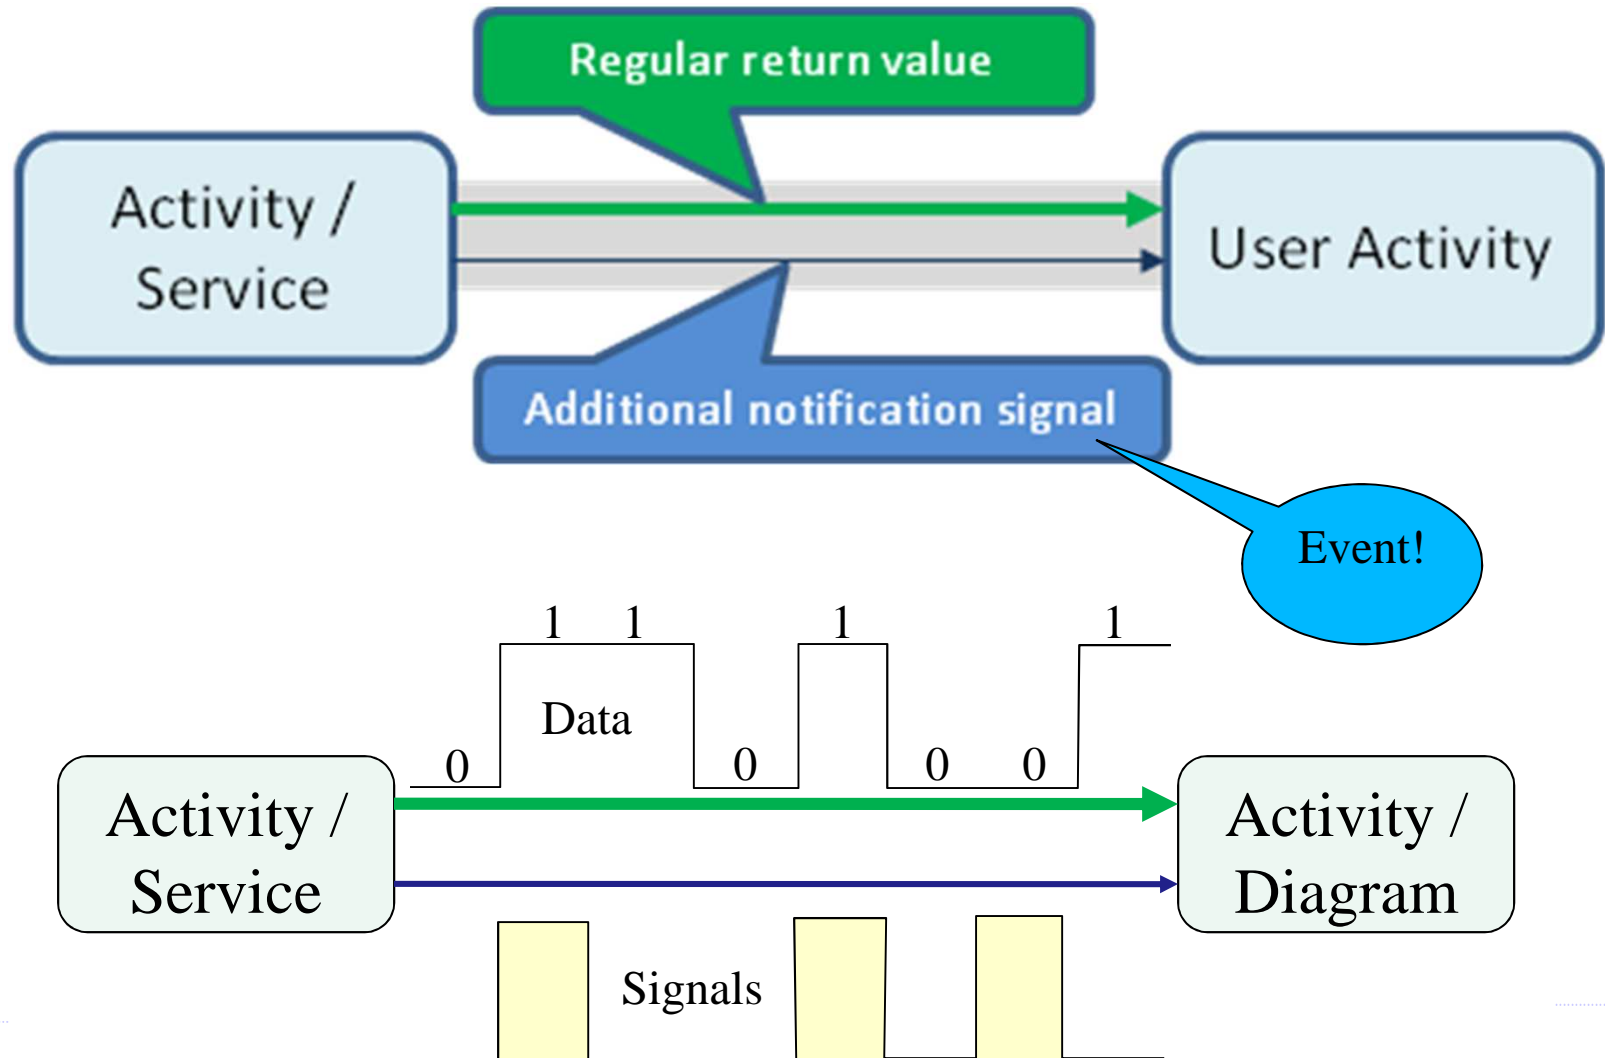 Regular return value
Activity /
Service
User Activity
Additional notification signal
Event!
1 1 1 1
Data
0 0 0 0
Activity /
Service
Activity /
Diagram
Signals